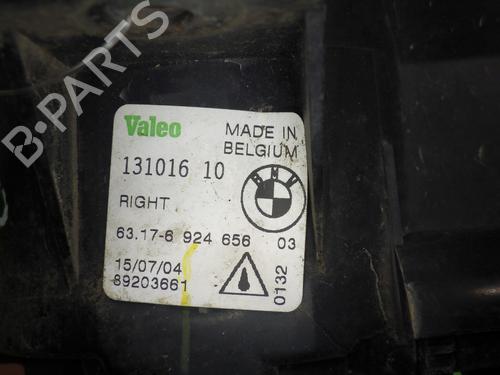 B-PARTS
Valeo
MADE IN
BELGIUM
131016 10
BMW
RIGHT
63.17-6 924 656 03
15/07/04
89203661
0132